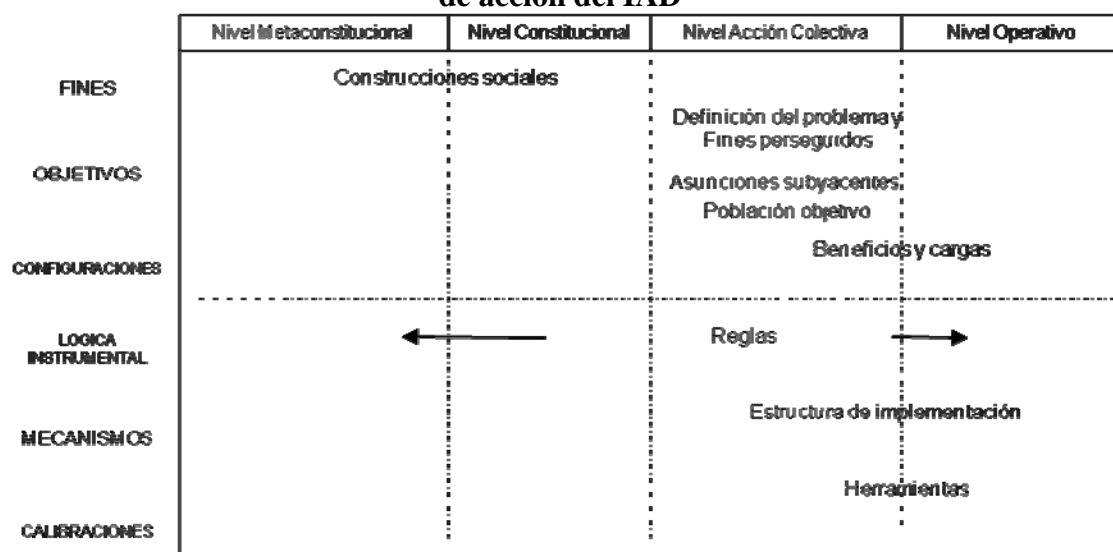 de acción del IAD
Nivel Metaconstitucional Nivel Constitucional Nivel Acción Colectiva Nivel Operativo
FINES
Construcciones sociales
Definición del problema y
Fines perseguidos
OBJETIVOS
Asunciones subyacentes
Población objetivo
Beneficios y cargas
CONFIGURACIONES
LOGICA
INSTRUMENTAL
Reglas
Estructura de implementación
MECANISMOS
Herramientas
CALIBRACIONES